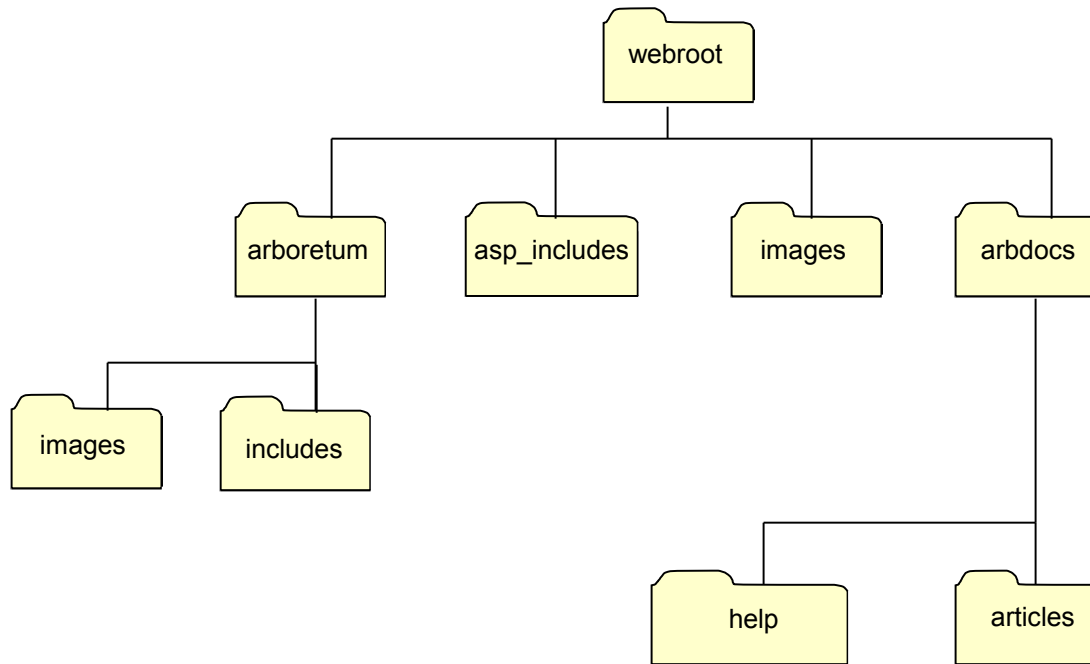 webroot
arboretum
asp_includes
images
arbdocs
images
includes
help
articles